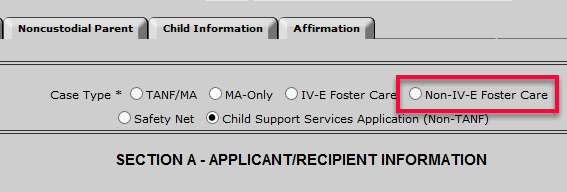 Noncustodial Parent Child Information Affirmation
Case Type * TANF/MA MA-Only IV-E Foster Care Non-IV-E Foster Care
Safety Net Child Support Services Application (Non-TANF)
SECTION A - APPLICANT/RECIPIENT INFORMATION